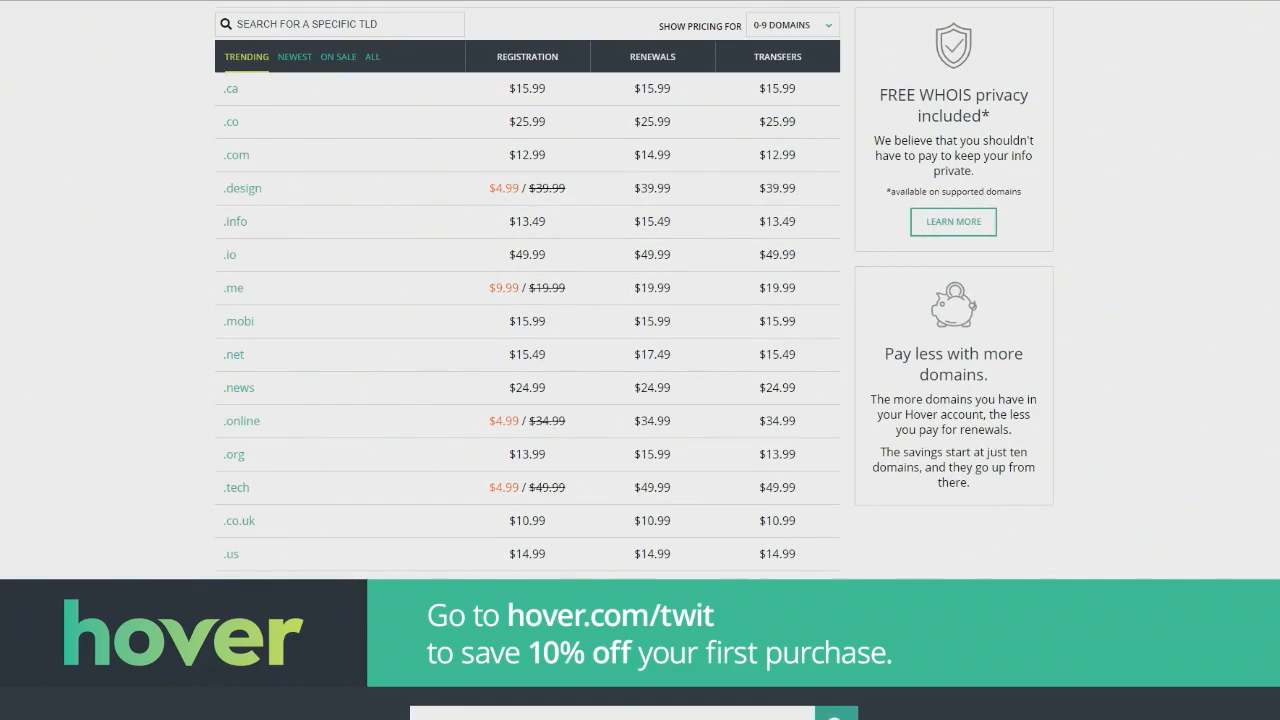 SEARCH FOR A SPECIFIC TLD
SHOW PRICING FOR 0-9 DOMAINS
TRENDING NEWEST ON SALE ALL REGISTRATION RENEWALS TRANSFERS
.ca $15.99 $15.99 $15.99
.co $25.99 $25.99 $25.99
.com $12.99 $14.99 $12.99
.design $4.99 / $39.99 $39.99 $39.99
.info $13.49 $15.49 $13.49
.io $49.99 $49.99 $49.99
.me $9.99 / $19.99 $19.99 $19.99
.mobi $15.99 $15.99 $15.99
.net $15.49 $17.49 $15.49
.news $24.99 $24.99 $24.99
.online $4.99 / $34.99 $34.99 $34.99
.org $13.99 $15.99 $13.99
.tech $4.99 / $49.99 $49.99 $49.99
.co.uk $10.99 $10.99 $10.99
.us $14.99 $14.99 $14.99
FREE WHOIS privacy
included*
We believe that you shouldn't
have to pay to keep your info
private.
*available on supported domains
LEARN MORE
Pay less with more
domains.
The more domains you have in
your Hover account, the less
you pay for renewals.
The savings start at just ten
domains, and they go up from
there.
hover
Go to hover.com/twit
to save 10% off your first purchase.